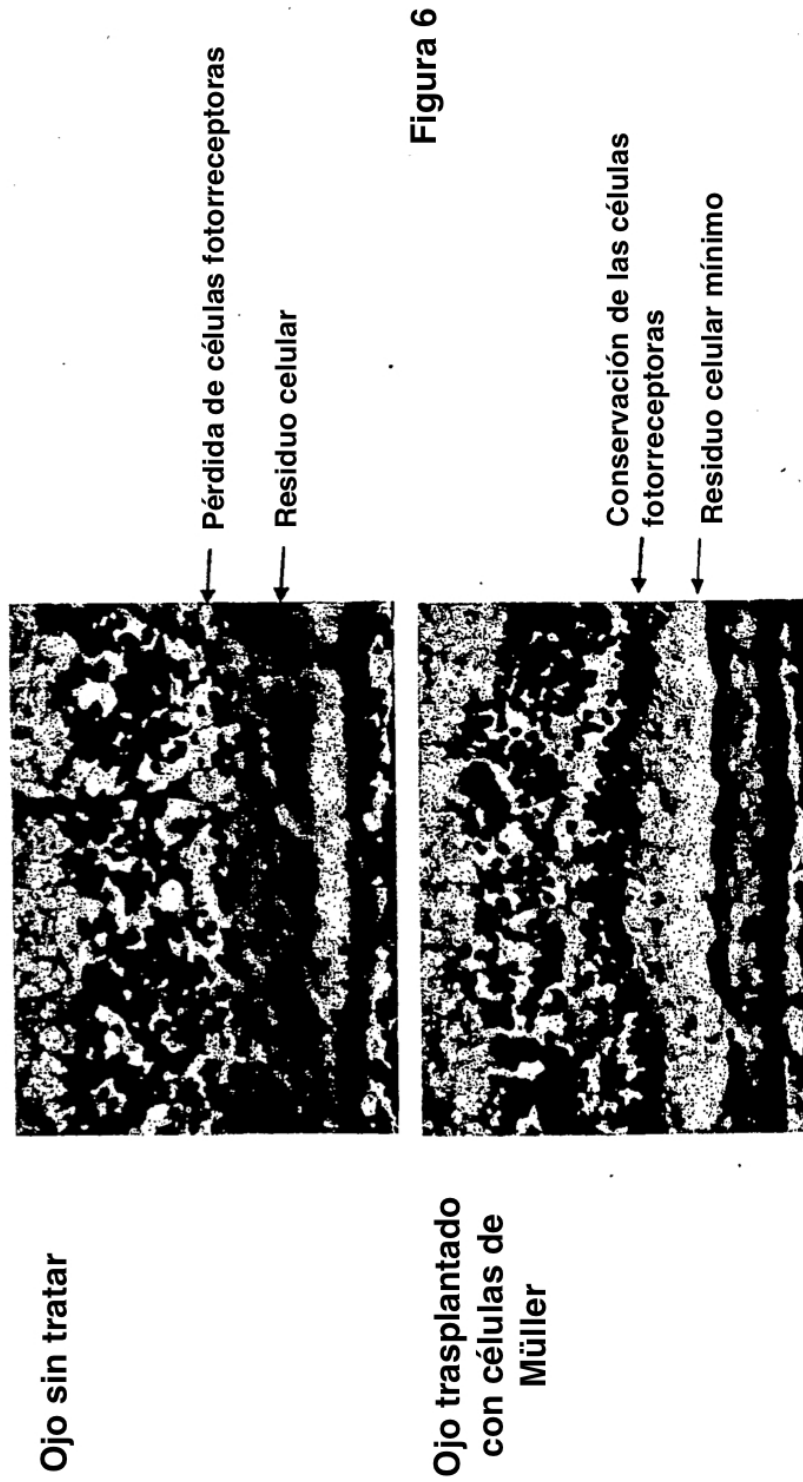 Ojo sin tratar
Pérdida de células fotorreceptoras
Residuo celular
Ojo trasplantado
con células de
Müller
Conservación de las células
fotorreceptoras
Residuo celular mínimo
Figura 6